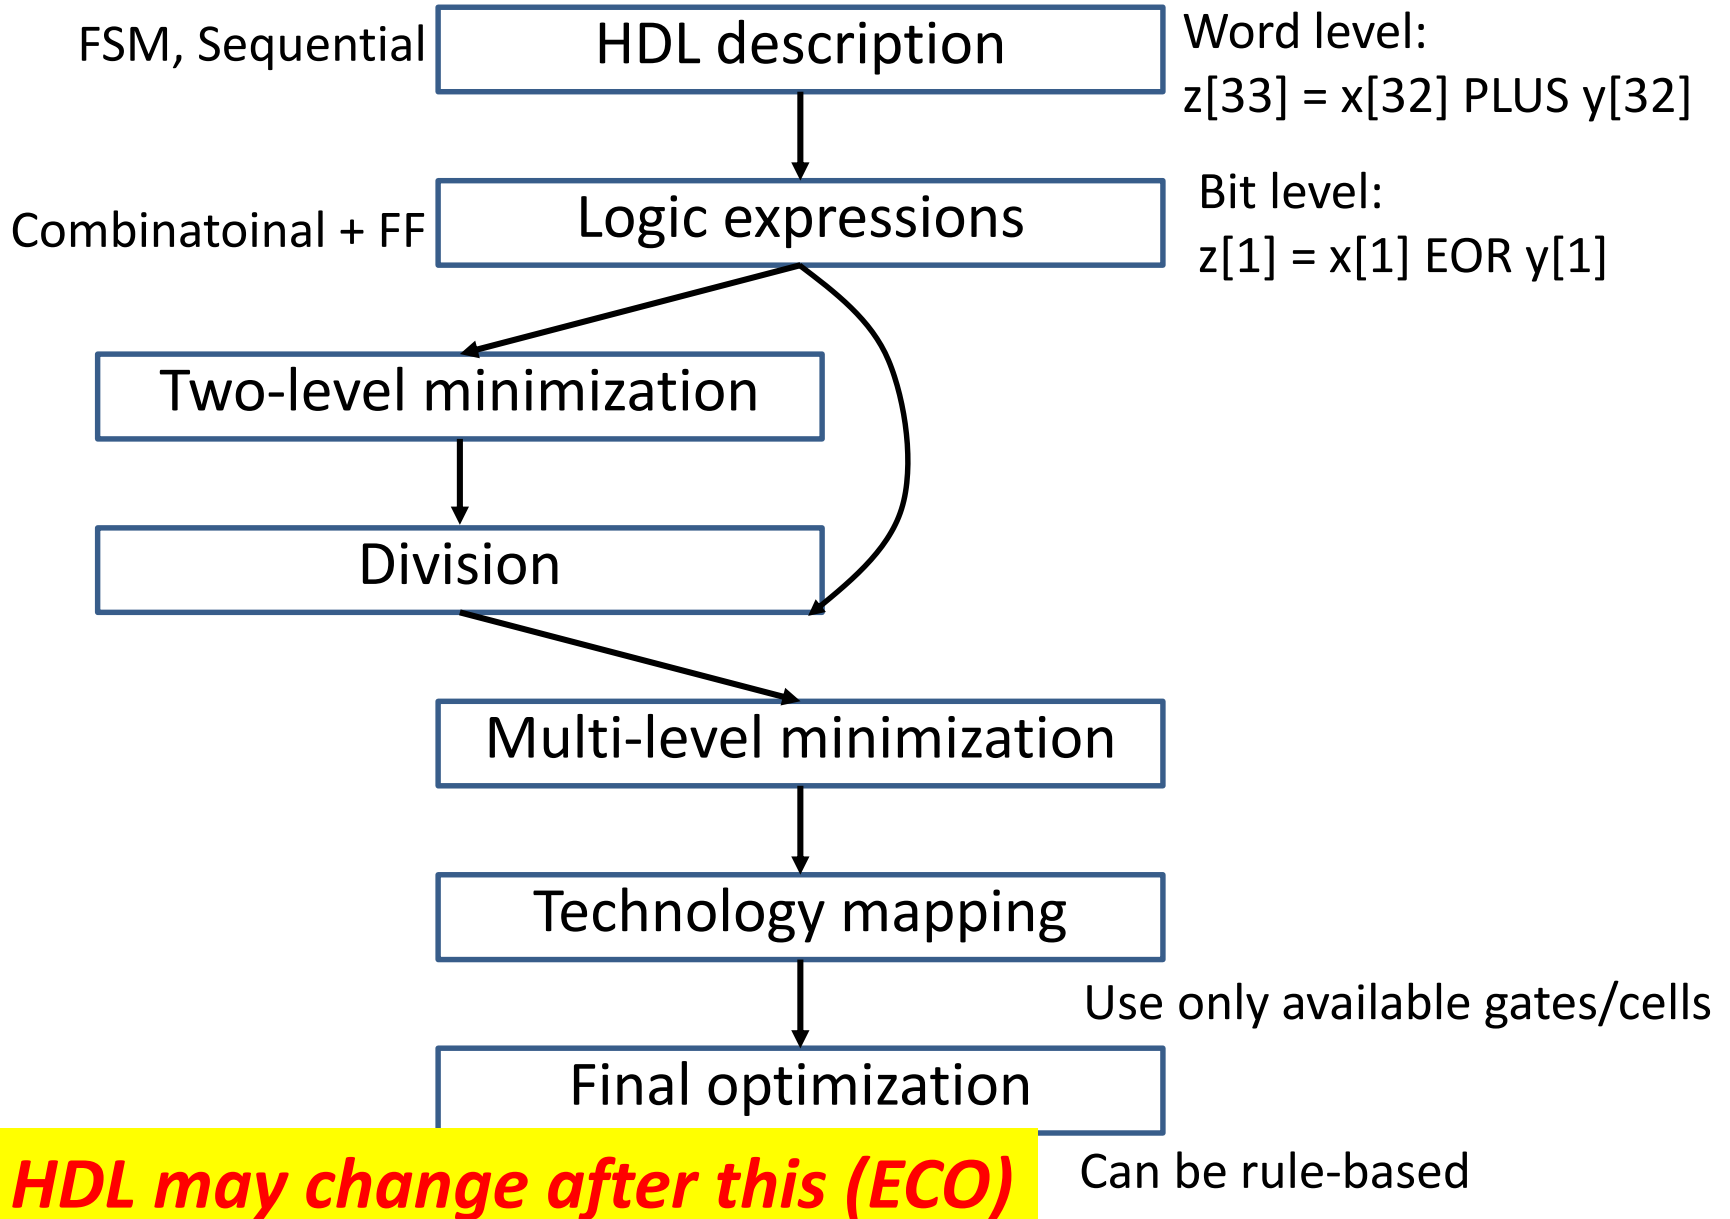 FSM, Sequential
HDL description
Word level:
z[33] = x[32] PLUS y[32]
Combinatoinal + FF
Logic expressions
Bit level:
z[1] = x[1] EOR y[1]
Two-level minimization
Division
Multi-level minimization
Technology mapping
Use only available gates/cells
Final optimization
HDL may change after this (ECO)
Can be rule-based